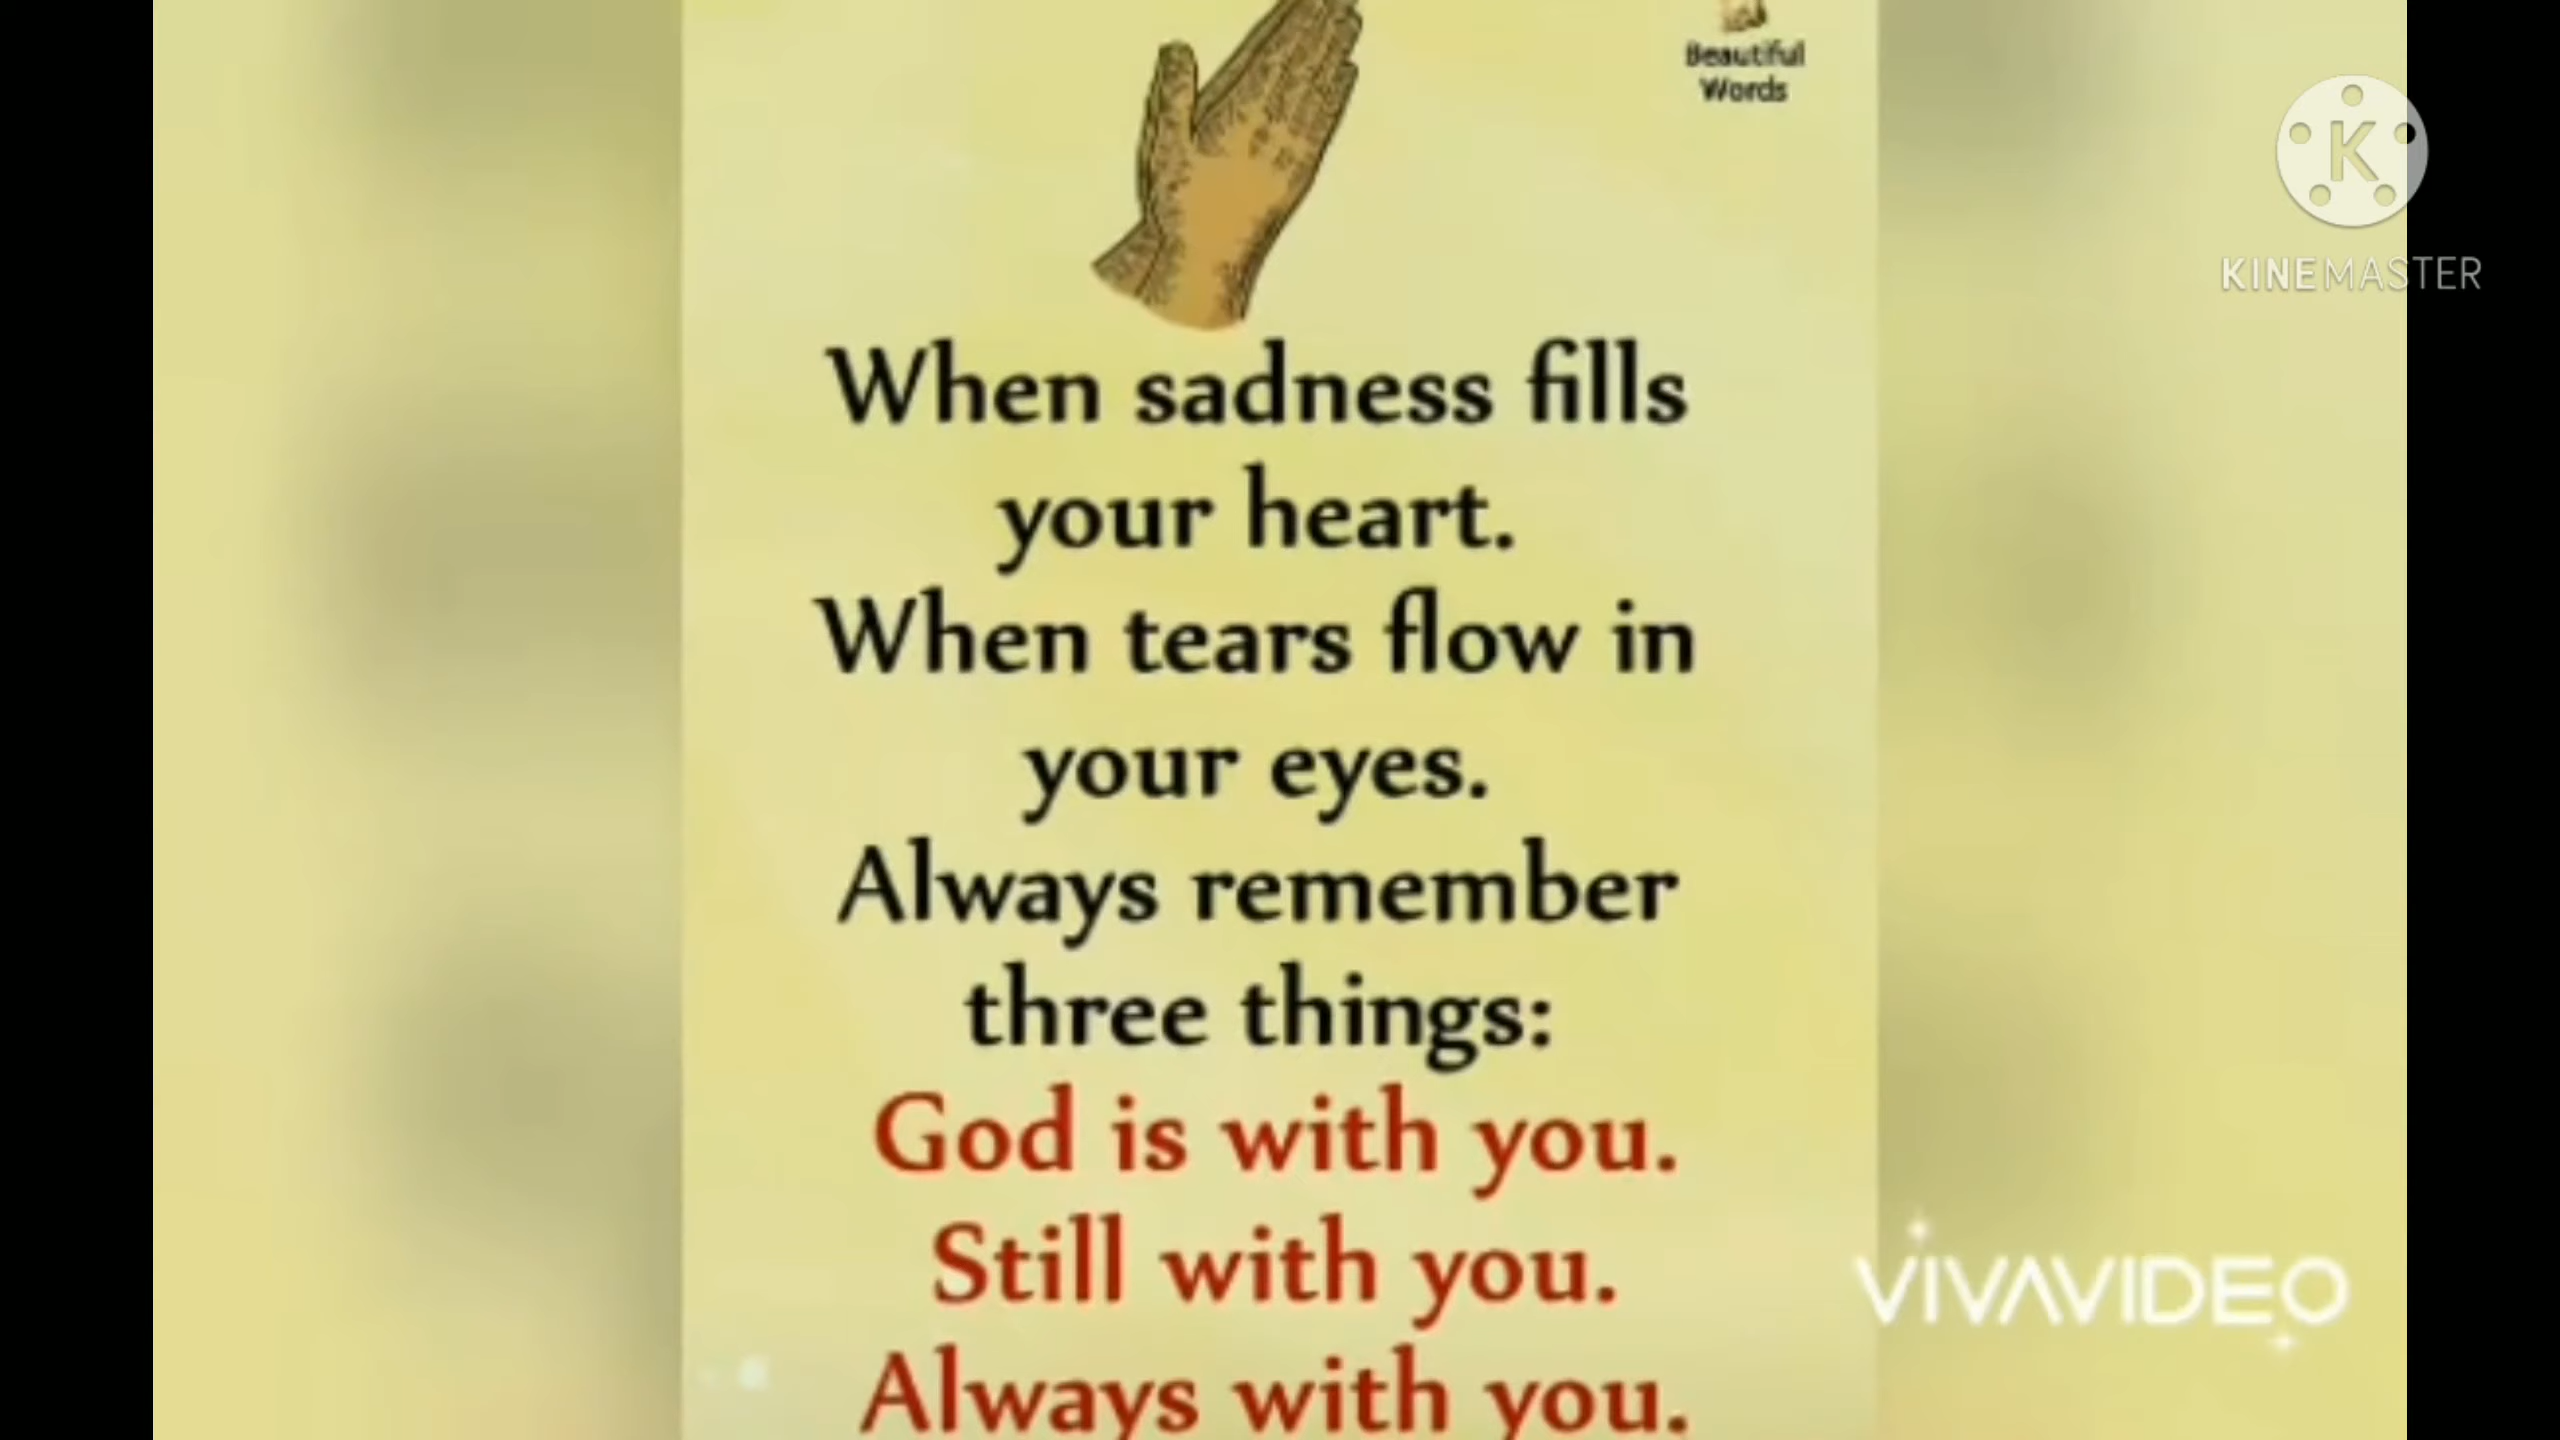 Beautiful
Words
K
KINEMASTER
When sadness fills
your heart.
When tears flow in
your eyes.
Always remember
three things:
God is with you.
Still with you.
Always with you.
VIVAVIDEO